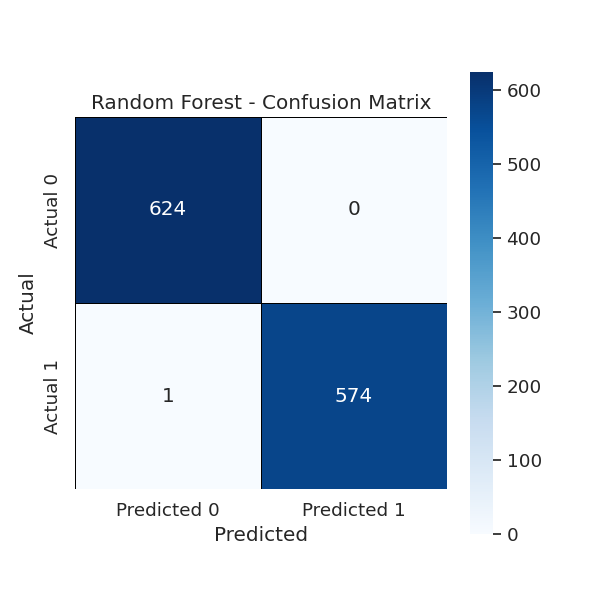 Random Forest - Confusion Matrix
Actual
Actual 0
624
0
Actual 1
1
574
Predicted 0
Predicted 1
Predicted
600
500
400
300
200
100
0